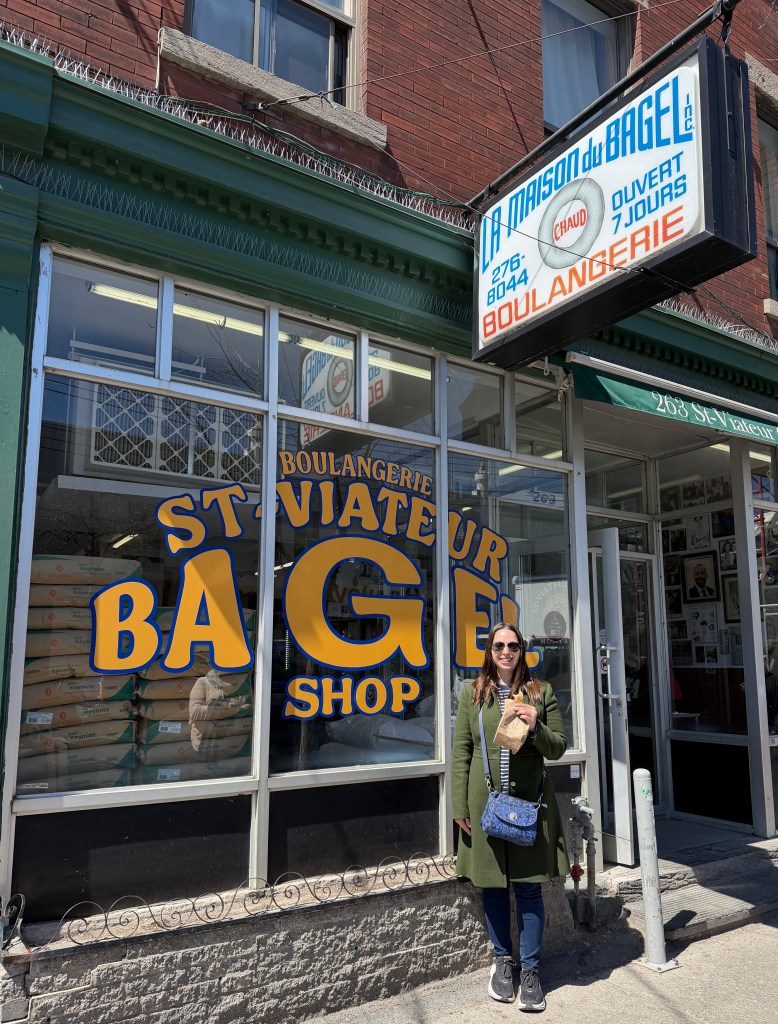 LA MAISON du BAGEL INC.
CHAUD
OUVERT
7 JOURS
276-
8044
BOULANGERIE
263 St-Viateur
263
BOULANGERIE
ST-VIATEUR
BAGEL
SHOP